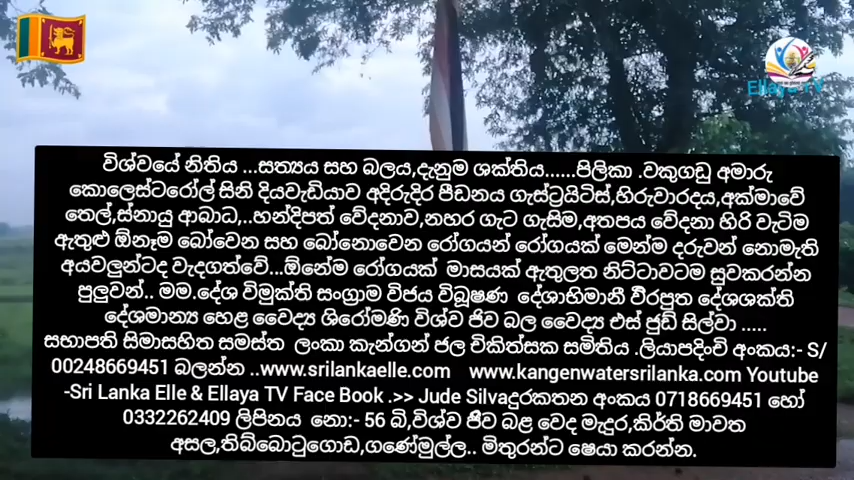 Ellaya TV
විශ්වයේ නිතිය ...සත්‍යය සහ බලය,දැනුම ශක්තිය......පිලිකා .වකුගඩු අමාරු
කොලෙස්ටරෝල් සිනි දියවැඩියාව අදිරුදිර පීඩනය ගැස්ට්‍රයිටිස්,හිරුවාරදය,අක්මාවේ
තෙල්,ස්නායු ආබාධ,..හන්දිපත් වේදනාව,නහර ගැට ගැසිම,අතපය වේදනා හිරි වැටිම
ඇතුළු ඕනෑම බෝවෙන සහ බෝනොවෙන රෝගයන් රෝගයක් මෙන්ම දරුවන් නොමැති
අයවලුන්ටද වැදගත්වේ...ඕනේම රෝගයක් මාසයක් ඇතුලත නිට්ටාවටම සුවකරන්න
පුලුවන්.. මම.දේශ විමුක්ති සංග්‍රාම විජය විබූෂණ දේශාභිමානී වීරපුත දේශශක්ති
දේශමාන්‍ය හෙළ වෛද්‍ය ශිරෝමණි විශ්ව ජිව බල වෛද්‍ය එස් ජුඩ් සිල්වා .....
සභාපති සිමාසහිත සමස්ත ලංකා කැන්ගන් ජල චිකිත්සක සමිතිය .ලියාපදිංචි අංකය:- S/
00248669451 බලන්න ..www.srilankaelle.com www.kangenwatersrilanka.com Youtube
-Sri Lanka Elle & Ellaya TV Face Book .>> Jude Silvaදුරකතන අංකය 0718669451 හෝ
0332262409 ලිපිනය නො:- 56 බි,විශ්ව ජීව බළ වෙද මැදුර,කිර්ති මාවත
අසල,තිබ්බොටුගොඩ,ගණේමුල්ල.. මිතුරන්ට ෂෙයා කරන්න.